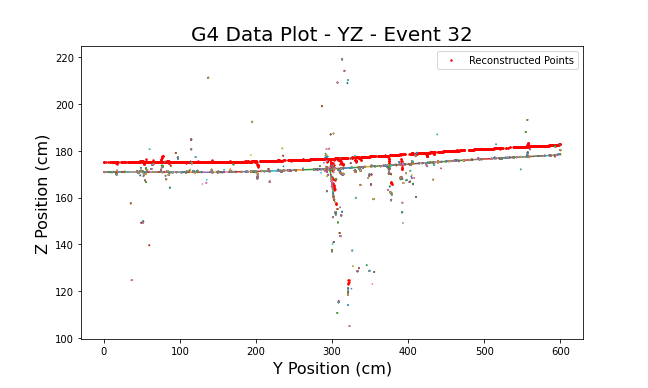 G4 Data Plot - YZ - Event 32
Reconstructed Points
Z Position (cm)
220
200
180
160
140
120
100
0 100 200 300 400 500 600
Y Position (cm)